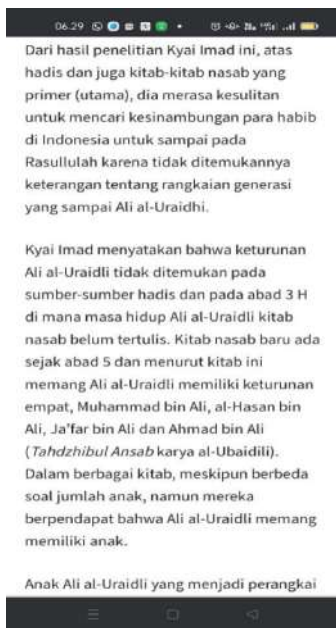 06.29
Dari hasil penelitian Kyai Imad ini, atas
hadis dan juga kitab-kitab nasab yang
primer (utama), dia merasa kesulitan
untuk mencari kesinambungan para habib
di Indonesia untuk sampai pada
Rasullulah karena tidak ditemukannya
keterangan tentang rangkaian generasi
yang sampai Ali al-Uraidhi.
Kyai Imad menyatakan bahwa keturunan
Ali al-Uraidli tidak ditemukan pada
sumber-sumber hadis dan pada abad 3 H
di mana masa hidup Ali al-Uraidli kitab
nasab belum tertulis. Kitab nasab baru ada
sejak abad 5 dan menurut kitab ini
memang Ali al-Uraidli memiliki keturunan
empat, Muhammad bin Ali, al-Hasan bin
Ali, Ja'far bin Ali dan Ahmad bin Ali
(Tahdzhibul Ansab karya al-Ubaidili).
Dalam berbagai kitab, meskipun berbeda
soal jumlah anak, namun mereka
berpendapat bahwa Ali al-Uraidli memang
memiliki anak.
Anak Ali al-Uraidli yang menjadi perangkai